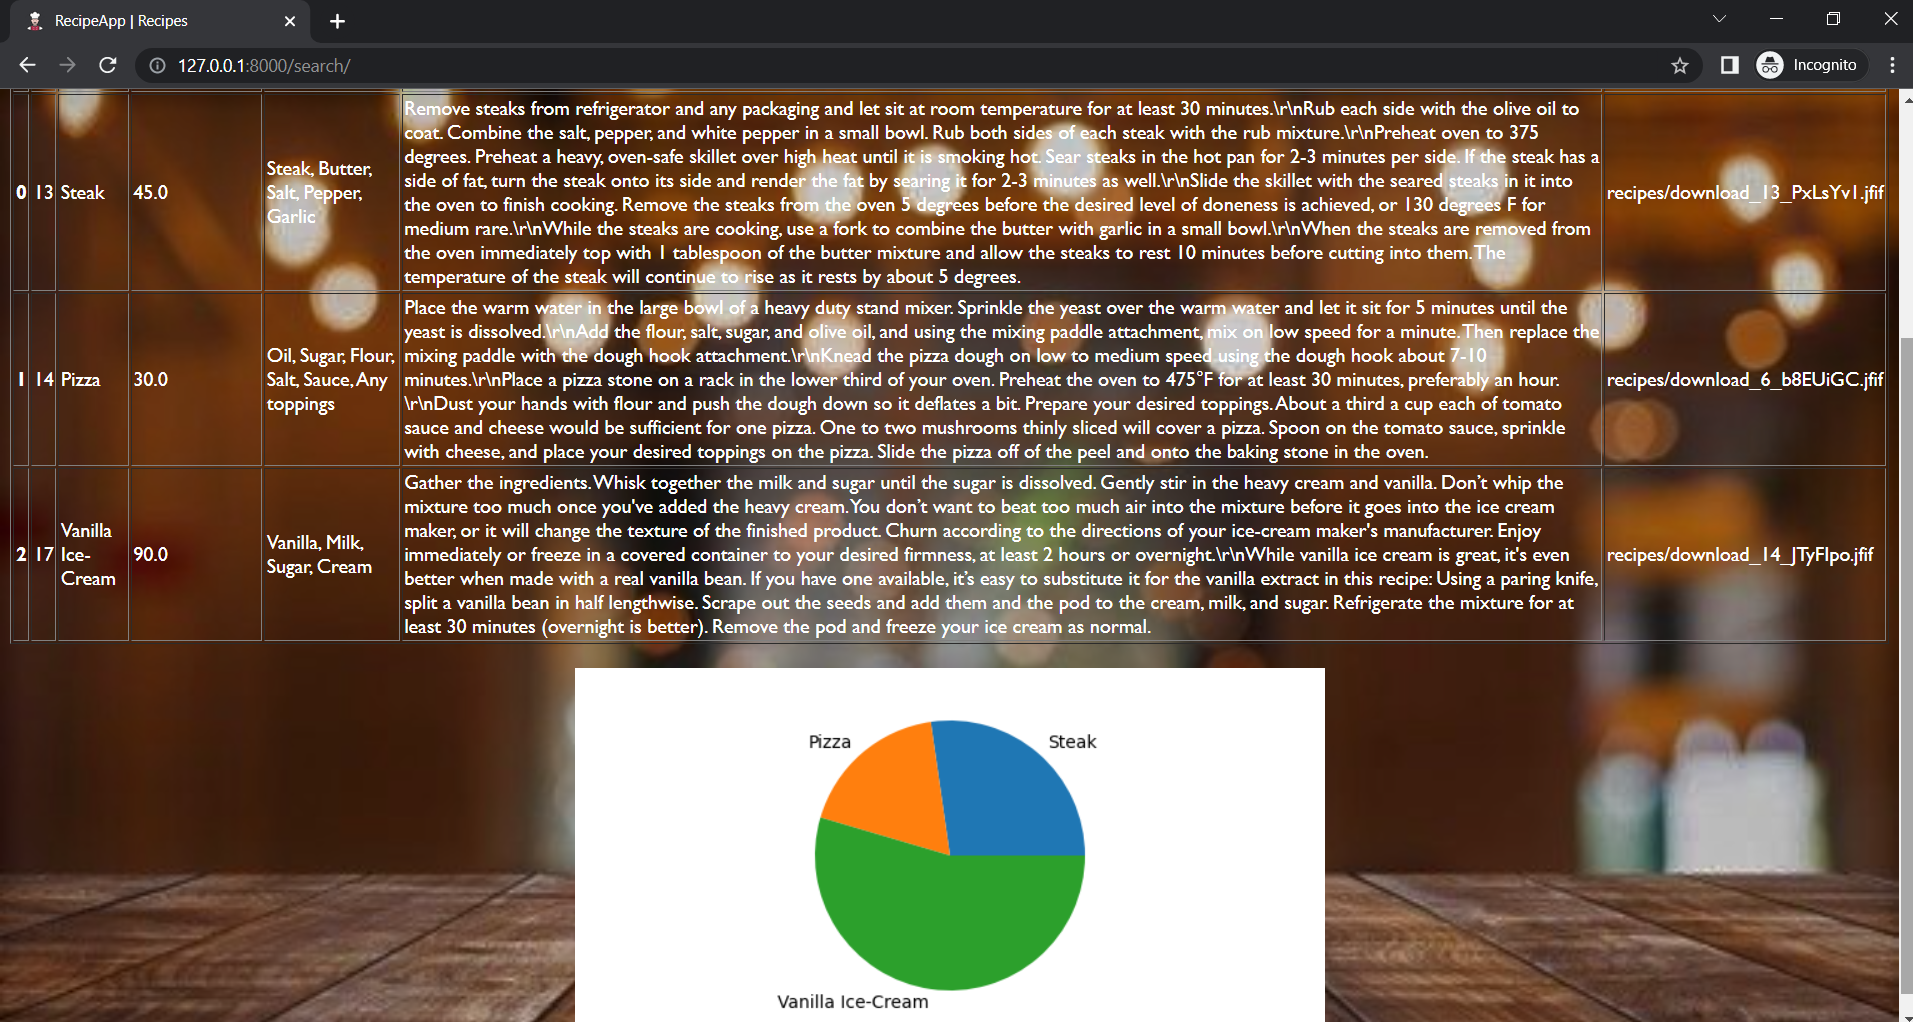 RecipeApp | Recipes
127.0.0.1:8000/search/
Incognito
0 13 Steak 45.0
Steak, Butter,
Salt, Pepper,
Garlic
Remove steaks from refrigerator and any packaging and let sit at room temperature for at least 30 minutes.\r\nRub each side with the olive oil to
coat. Combine the salt, pepper, and white pepper in a small bowl. Rub both sides of each steak with the rub mixture.\r\nPreheat oven to 375
degrees. Preheat a heavy, oven-safe skillet over high heat until it is smoking hot. Sear steaks in the hot pan for 2-3 minutes per side. If the steak has a
side of fat, turn the steak onto its side and render the fat by searing it for 2-3 minutes as well.\r\nSlide the skillet with the seared steaks in it into
the oven to finish cooking. Remove the steaks from the oven 5 degrees before the desired level of doneness is achieved, or 130 degrees F for
medium rare.\r\nWhile the steaks are cooking, use a fork to combine the butter with garlic in a small bowl.\r\nWhen the steaks are removed from
the oven immediately top with 1 tablespoon of the butter mixture and allow the steaks to rest 10 minutes before cutting into them. The
temperature of the steak will continue to rise as it rests by about 5 degrees.
recipes/download_13_PxLsYv1.jfif
1 14 Pizza 30.0
Oil, Sugar, Flour,
Salt, Sauce, Any
toppings
Place the warm water in the large bowl of a heavy duty stand mixer. Sprinkle the yeast over the warm water and let it sit for 5 minutes until the
yeast is dissolved.\r\nAdd the flour, salt, sugar, and olive oil, and using the mixing paddle attachment, mix on low speed for a minute. Then replace the
mixing paddle with the dough hook attachment.\r\nKnead the pizza dough on low to medium speed using the dough hook about 7-10
minutes.\r\nPlace a pizza stone on a rack in the lower third of your oven. Preheat the oven to 475°F for at least 30 minutes, preferably an hour.
\r\nDust your hands with flour and push the dough down so it deflates a bit. Prepare your desired toppings. About a third a cup each of tomato
sauce and cheese would be sufficient for one pizza. One to two mushrooms thinly sliced will cover a pizza. Spoon on the tomato sauce, sprinkle
with cheese, and place your desired toppings on the pizza. Slide the pizza off of the peel and onto the baking stone in the oven.
recipes/download_6_b8EUiGC.jfif
2 17
Vanilla
Ice-
Cream
90.0
Vanilla, Milk,
Sugar, Cream
Gather the ingredients. Whisk together the milk and sugar until the sugar is dissolved. Gently stir in the heavy cream and vanilla. Don’t whip the
mixture too much once you've added the heavy cream. You don’t want to beat too much air into the mixture before it goes into the ice cream
maker, or it will change the texture of the finished product. Churn according to the directions of your ice-cream maker's manufacturer. Enjoy
immediately or freeze in a covered container to your desired firmness, at least 2 hours or overnight.\r\nWhile vanilla ice cream is great, it's even
better when made with a real vanilla bean. If you have one available, it’s easy to substitute it for the vanilla extract in this recipe: Using a paring knife,
split a vanilla bean in half lengthwise. Scrape out the seeds and add them and the pod to the cream, milk, and sugar. Refrigerate the mixture for at
least 30 minutes (overnight is better). Remove the pod and freeze your ice cream as normal.
recipes/download_14_JTyFIpo.jfif
Pizza
Steak
Vanilla Ice-Cream